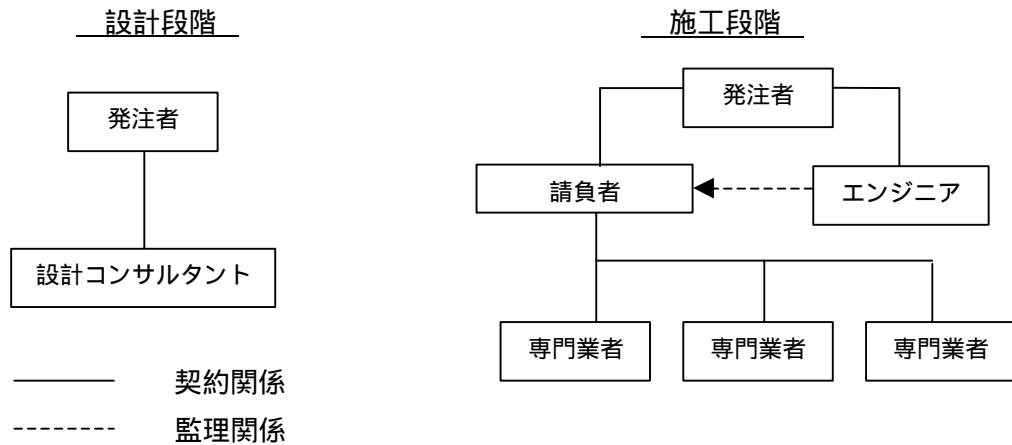 設計段階
施工段階
発注者
発注者
請負者
エンジニア
設計コンサルタント
専門業者
専門業者
専門業者
契約関係
監理関係